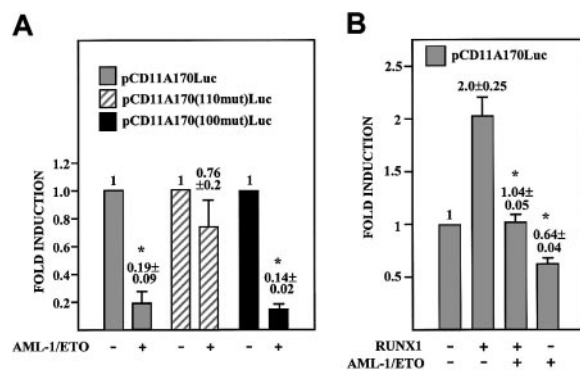 A
pCD11A170Luc
pCD11A170(110mut)Luc
pCD11A170(100mut)Luc
FOLD INDUCTION
1.2
1.0
0.8
0.6
0.4
0.2
1
*
0.19±
0.09
1
0.76
±0.2
1
*
0.14±
0.02
AML-1/ETO - + - + - +
B
pCD11A170Luc
FOLD INDUCTION
2.5
2
1.5
1
0.5
1
2.0±0.25
*
1.04±
0.05
*
0.64±
0.04
RUNX1 - + + -
AML-1/ETO - - + +